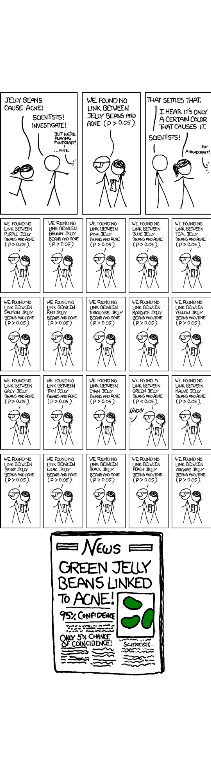 JELLY BEANS
CAUSE ACNE!
SCIENTISTS!
INVESTIGATE!
BUT WE'RE
PLAYING
MINECRAFT!
...FINE.
WE FOUND NO
LINK BETWEEN
JELLY BEANS AND
ACNE (P > 0.05).
THAT SETTLES THAT.
I HEAR IT'S ONLY
A CERTAIN COLOR
THAT CAUSES IT.
SCIENTISTS!
WE FOUND NO
LINK BETWEEN
PURPLE JELLY
BEANS AND ACNE
(P > 0.05).
WE FOUND NO
LINK BETWEEN
BROWN JELLY
BEANS AND ACNE
(P > 0.05).
WE FOUND NO
LINK BETWEEN
PINK JELLY
BEANS AND ACNE
(P > 0.05).
WE FOUND NO
LINK BETWEEN
BLUE JELLY
BEANS AND ACNE
(P > 0.05).
WE FOUND NO
LINK BETWEEN
TEAL JELLY
BEANS AND ACNE
(P > 0.05).
WE FOUND NO
LINK BETWEEN
SALMON JELLY
BEANS AND ACNE
(P > 0.05).
WE FOUND NO
LINK BETWEEN
RED JELLY
BEANS AND ACNE
(P > 0.05).
WE FOUND NO
LINK BETWEEN
TURQUOISE JELLY
BEANS AND ACNE
(P > 0.05).
WE FOUND NO
LINK BETWEEN
MAGENTA JELLY
BEANS AND ACNE
(P > 0.05).
WE FOUND NO
LINK BETWEEN
YELLOW JELLY
BEANS AND ACNE
(P > 0.05).
WE FOUND NO
LINK BETWEEN
GREY JELLY
BEANS AND ACNE
(P > 0.05).
WE FOUND NO
LINK BETWEEN
TAN JELLY
BEANS AND ACNE
(P > 0.05).
WE FOUND NO
LINK BETWEEN
CYAN JELLY
BEANS AND ACNE
(P > 0.05).
WE FOUND A
LINK BETWEEN
GREEN JELLY
BEANS AND ACNE
(P < 0.05).
WHOA!
WE FOUND NO
LINK BETWEEN
MAUVE JELLY
BEANS AND ACNE
(P > 0.05).
WE FOUND NO
LINK BETWEEN
BEIGE JELLY
BEANS AND ACNE
(P > 0.05).
WE FOUND NO
LINK BETWEEN
LILAC JELLY
BEANS AND ACNE
(P > 0.05).
WE FOUND NO
LINK BETWEEN
BLACK JELLY
BEANS AND ACNE
(P > 0.05).
WE FOUND NO
LINK BETWEEN
PEACH JELLY
BEANS AND ACNE
(P > 0.05).
WE FOUND NO
LINK BETWEEN
ORANGE JELLY
BEANS AND ACNE
(P > 0.05).
News
GREEN JELLY
BEANS LINKED
TO ACNE!
95% CONFIDENCE
ONLY 5% CHANCE
OF COINCIDENCE!